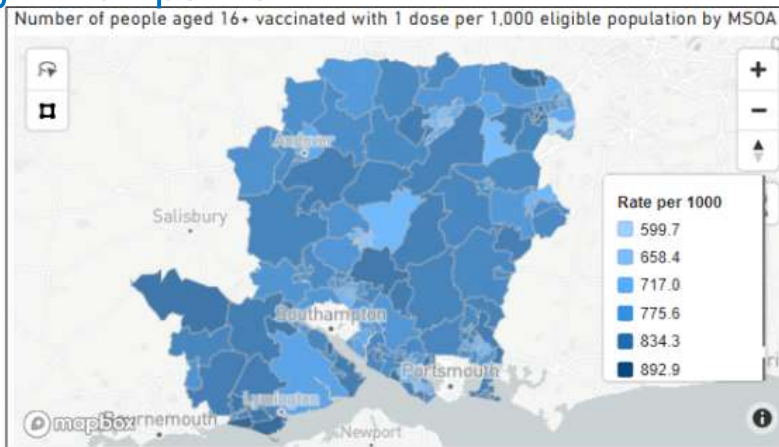 Number of people aged 16+ vaccinated with 1 dose per 1,000 eligible population by MSOA
Andover
Salisbury
Rate per 1000
599.7
658.4
717.0
775.6
834.3
892.9
Southampton
Portsmouth
Lymington
mapbox
Bournemouth
Newport